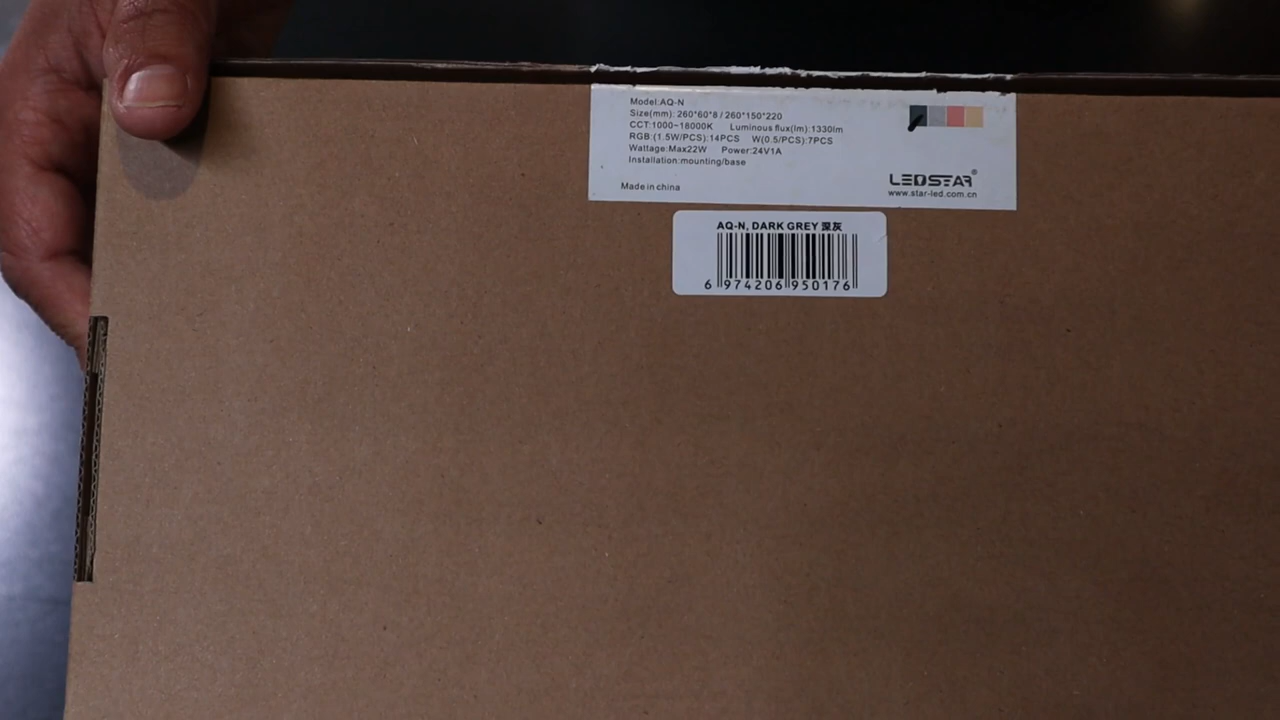 Model:AQ-N
Size(mm): 260*60*8 / 260*150*220
CCT:1000~18000K Luminous flux(lm):1330lm
RGB:(1.5W/PCS):14PCS W(0.5/PCS):7PCS
Wattage:Max22W Power:24V1A
Installation:mounting/base
Made in china
LEDSTAR®
www.star-led.com.cn
AQ-N, DARK GREY 深灰
6 974206 950176